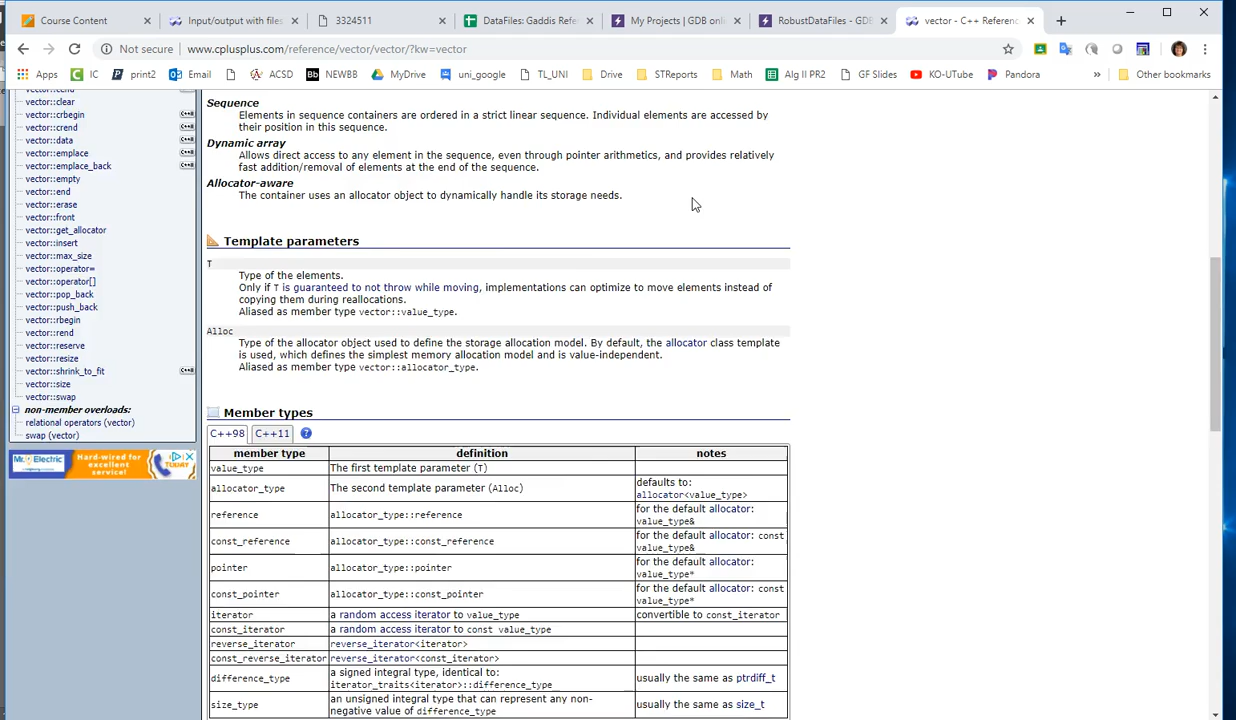 Course Content
Input/output with files
3324511
DataFiles: Gaddis Refe
My Projects | GDB onli
RobustDataFiles - GDB
vector - C++ Referenc
Not secure | www.cplusplus.com/reference/vector/vector/?kw=vector
Apps
IC
print2
Email
ACSD
NEWBB
MyDrive
uni_google
TL_UNI
Drive
STReports
Math
Alg II PR2
GF Slides
KO-UTube
Pandora
»
Other bookmarks
vector::clear
vector::crbegin
vector::crend
vector::data
vector::emplace
vector::emplace_back
vector::empty
vector::end
vector::erase
vector::front
vector::get_allocator
vector::insert
vector::max_size
vector::operator=
vector::operator[]
vector::pop_back
vector::push_back
vector::rbegin
vector::rend
vector::reserve
vector::resize
vector::shrink_to_fit
vector::size
vector::swap
non-member overloads:
relational operators (vector)
swap (vector)
Mr. Electric
Hard-wired for
excellent
service!
CALL
TODAY
Sequence
Elements in sequence containers are ordered in a strict linear sequence. Individual elements are accessed by
their position in this sequence.
Dynamic array
Allows direct access to any element in the sequence, even through pointer arithmetics, and provides relatively
fast addition/removal of elements at the end of the sequence.
Allocator-aware
The container uses an allocator object to dynamically handle its storage needs.
Template parameters
T
Type of the elements.
Only if T is guaranteed to not throw while moving, implementations can optimize to move elements instead of
copying them during reallocations.
Aliased as member type vector::value_type.
Alloc
Type of the allocator object used to define the storage allocation model. By default, the allocator class template
is used, which defines the simplest memory allocation model and is value-independent.
Aliased as member type vector::allocator_type.
Member types
C++98 C++11 ?
member type definition notes
value_type The first template parameter (T)
allocator_type The second template parameter (Alloc) defaults to:
allocator<value_type>
reference allocator_type::reference for the default allocator:
value_type&
const_reference allocator_type::const_reference for the default allocator: const
value_type&
pointer allocator_type::pointer for the default allocator:
value_type*
const_pointer allocator_type::const_pointer for the default allocator: const
value_type*
iterator a random access iterator to value_type convertible to const_iterator
const_iterator a random access iterator to const value_type
reverse_iterator reverse_iterator<iterator>
const_reverse_iterator reverse_iterator<const_iterator>
difference_type a signed integral type, identical to:
iterator_traits<iterator>::difference_type usually the same as ptrdiff_t
size_type an unsigned integral type that can represent any non-
negative value of difference_type usually the same as size_t